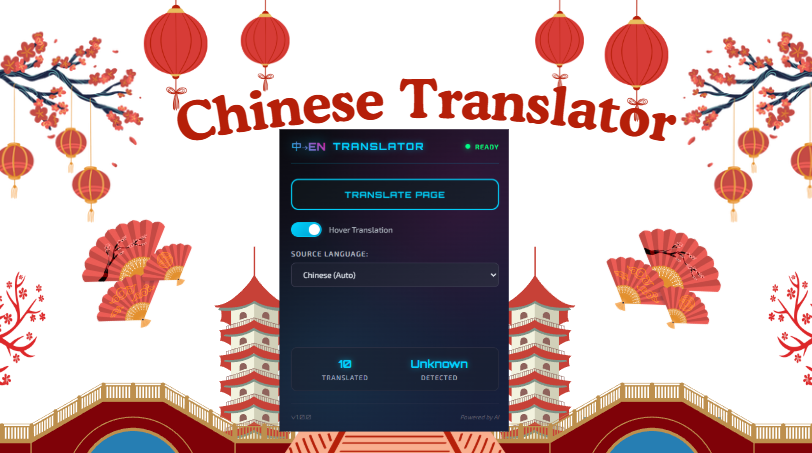 Chinese Translator
中→EN TRANSLATOR
READY
TRANSLATE PAGE
Hover Translation
SOURCE LANGUAGE:
Chinese (Auto)
10
TRANSLATED
Unknown
DETECTED
v1.0.0
Powered by AI